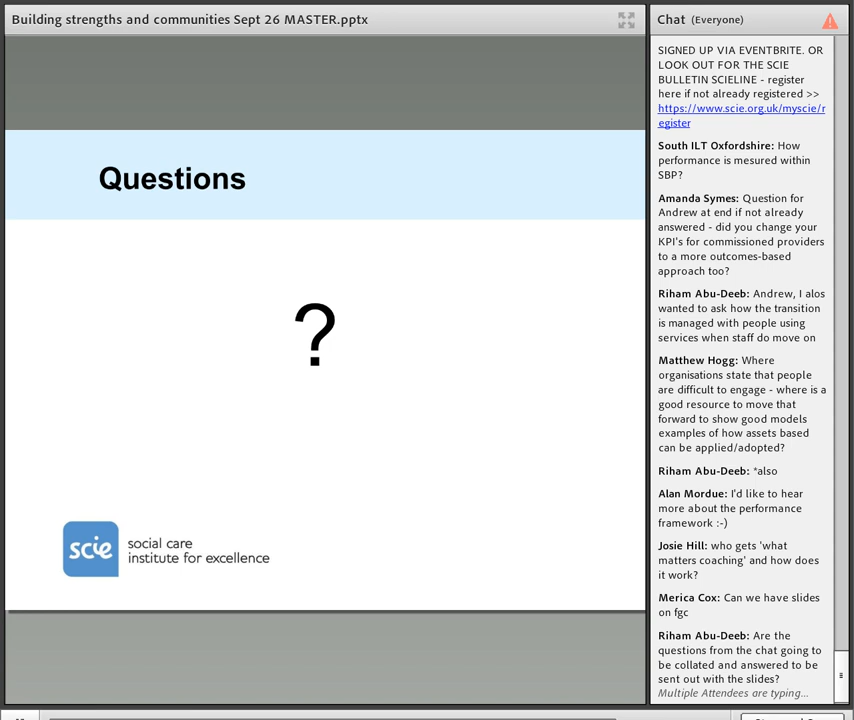 Building strengths and communities Sept 26 MASTER.pptx
Questions
?
scie
social care
institute for excellence
Chat (Everyone)
SIGNED UP VIA EVENTBRITE. OR
LOOK OUT FOR THE SCIE
BULLETIN SCIELINE - register
here if not already registered >>
https://www.scie.org.uk/myscie/r
egister
South ILT Oxfordshire: How
performance is mesured within
SBP?
Amanda Symes: Question for
Andrew at end if not already
answered - did you change your
KPI's for commissioned providers
to a more outcomes-based
approach too?
Riham Abu-Deeb: Andrew, I alos
wanted to ask how the transition
is managed with people using
services when staff do move on
Matthew Hogg: Where
organisations state that people
are difficult to engage - where is a
good resource to move that
forward to show good models
examples of how assets based
can be applied/adopted?
Riham Abu-Deeb: *also
Alan Mordue: I'd like to hear
more about the performance
framework :-)
Josie Hill: who gets 'what
matters coaching' and how does
it work?
Merica Cox: Can we have slides
on fgc
Riham Abu-Deeb: Are the
questions from the chat going to
be collated and answered to be
sent out with the slides?
Multiple Attendees are typing...